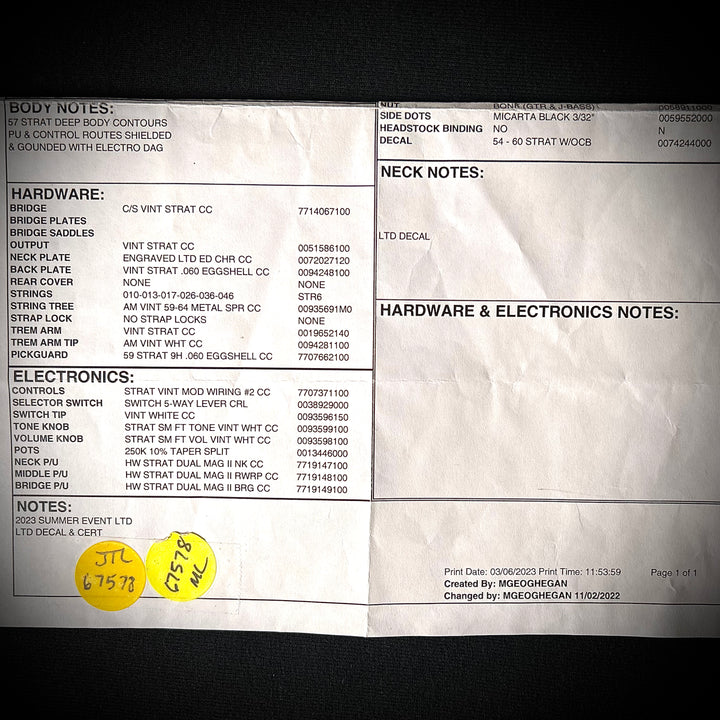 BODY NOTES:
57 STRAT DEEP BODY CONTOURS
PU & CONTROL ROUTES SHIELDED
& GOUNDED WITH ELECTRO DAG
HARDWARE:
BRIDGE C/S VINT STRAT CC 7714067100
BRIDGE PLATES
BRIDGE SADDLES
OUTPUT VINT STRAT CC 0051586100
NECK PLATE ENGRAVED LTD ED CHR CC 0072027120
BACK PLATE VINT STRAT .060 EGGSHELL CC 0094248100
REAR COVER NONE NONE
STRINGS 010-013-017-026-036-046 STR6
STRING TREE AM VINT 59-64 METAL SPR CC 00935691M0
STRAP LOCK NO STRAP LOCKS NONE
TREM ARM VINT STRAT CC 0019652140
TREM ARM TIP AM VINT WHT CC 0094281100
PICKGUARD 59 STRAT 9H .060 EGGSHELL CC 7707662100
ELECTRONICS:
CONTROLS STRAT VINT MOD WIRING #2 CC 7707371100
SELECTOR SWITCH SWITCH 5-WAY LEVER CRL 0038929000
SWITCH TIP VINT WHITE CC 0093596150
TONE KNOB STRAT SM FT TONE VINT WHT CC 0093599100
VOLUME KNOB STRAT SM FT VOL VINT WHT CC 0093598100
POTS 250K 10% TAPER SPLIT 0013446000
NECK P/U HW STRAT DUAL MAG II NK CC 7719147100
MIDDLE P/U HW STRAT DUAL MAG II RWRP CC 7719148100
BRIDGE P/U HW STRAT DUAL MAG II BRG CC 7719149100
NOTES:
2023 SUMMER EVENT LTD
LTD DECAL & CERT
JTL
67578
67578
ML
NUT BONE (GTR & J-BASS) 0058911000
SIDE DOTS MICARTA BLACK 3/32" 0059552000
HEADSTOCK BINDING NO N
DECAL 54 - 60 STRAT W/OCB 0074244000
NECK NOTES:
LTD DECAL
HARDWARE & ELECTRONICS NOTES:
Print Date: 03/06/2023 Print Time: 11:53:59 Page 1 of 1
Created By: MGEOGHEGAN
Changed by: MGEOGHEGAN 11/02/2022